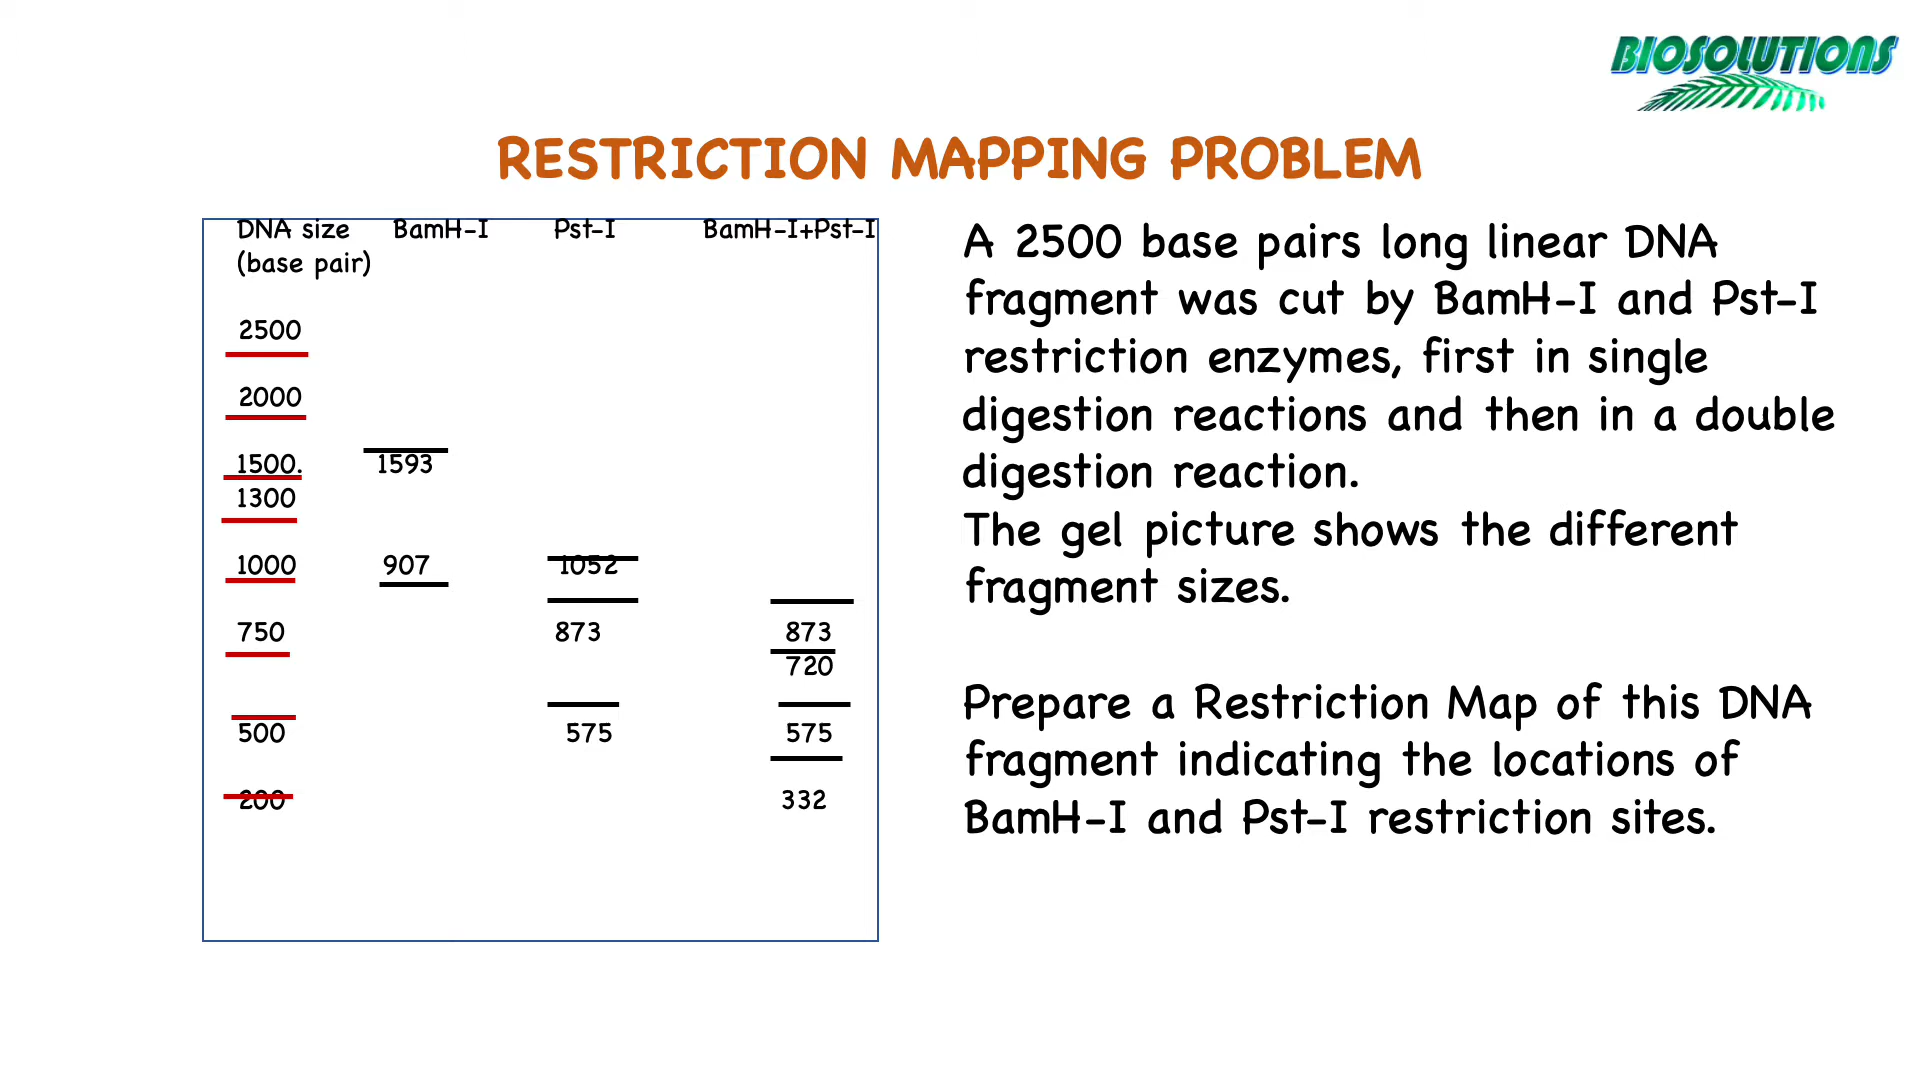 BIOSOLUTIONS
RESTRICTION MAPPING PROBLEM
DNA size BamH-I Pst-I BamH-I+Pst-I
(base pair)
2500
2000
1500. 1593
1300
1000 907 1052
750 873 873
720
500 575 575
200 332
A 2500 base pairs long linear DNA
fragment was cut by BamH-I and Pst-I
restriction enzymes, first in single
digestion reactions and then in a double
digestion reaction.
The gel picture shows the different
fragment sizes.
Prepare a Restriction Map of this DNA
fragment indicating the locations of
BamH-I and Pst-I restriction sites.